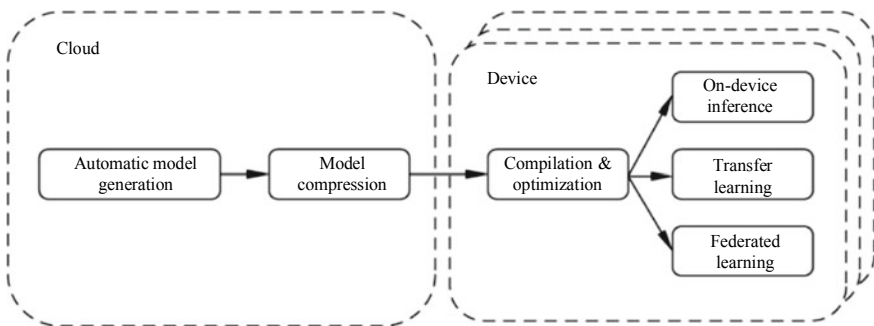 Cloud
Automatic model
generation
Model
compression
Device
Compilation &
optimization
On-device
inference
Transfer
learning
Federated
learning